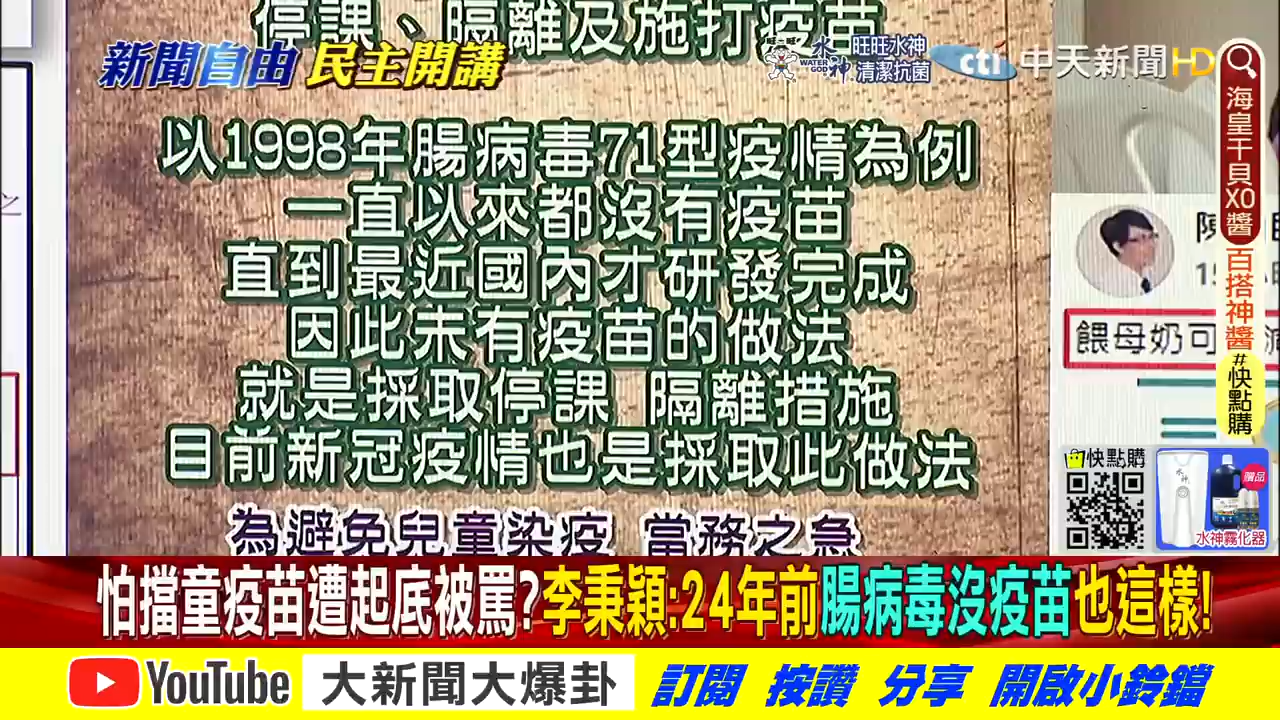 停課、隔離及施打疫苗
新聞自由 民主開講
水神
WATER GOD
旺旺水神
清潔抗菌
cti 中天新聞HD
以1998年腸病毒71型疫情為例
一直以來都沒有疫苗
直到最近國內才研發完成
因此未有疫苗的做法
就是採取停課 隔離措施
目前新冠疫情也是採取此做法
為避免兒童染疫 當務之急
陳
餵母奶可
海皇干貝XO醬
百搭神醬
#快點購
快點購
水神
贈品
水神霧化器
怕擋童疫苗遭起底被罵?李秉穎:24年前腸病毒沒疫苗也這樣!
YouTube 大新聞大爆卦 訂閱 按讚 分享 開啟小鈴鐺